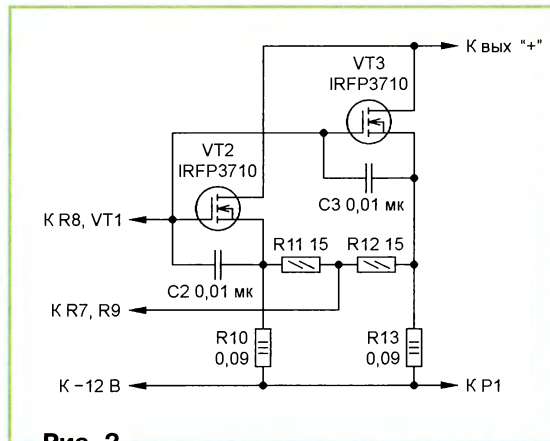 К вых "+"
VT3
IRFP3710
VT2
IRFP3710
C3 0,01 мк
К R8, VT1
R11 15
R12 15
C2 0,01 мк
К R7, R9
R10
0,09
R13
0,09
К −12 В
К P1
Рис. 2